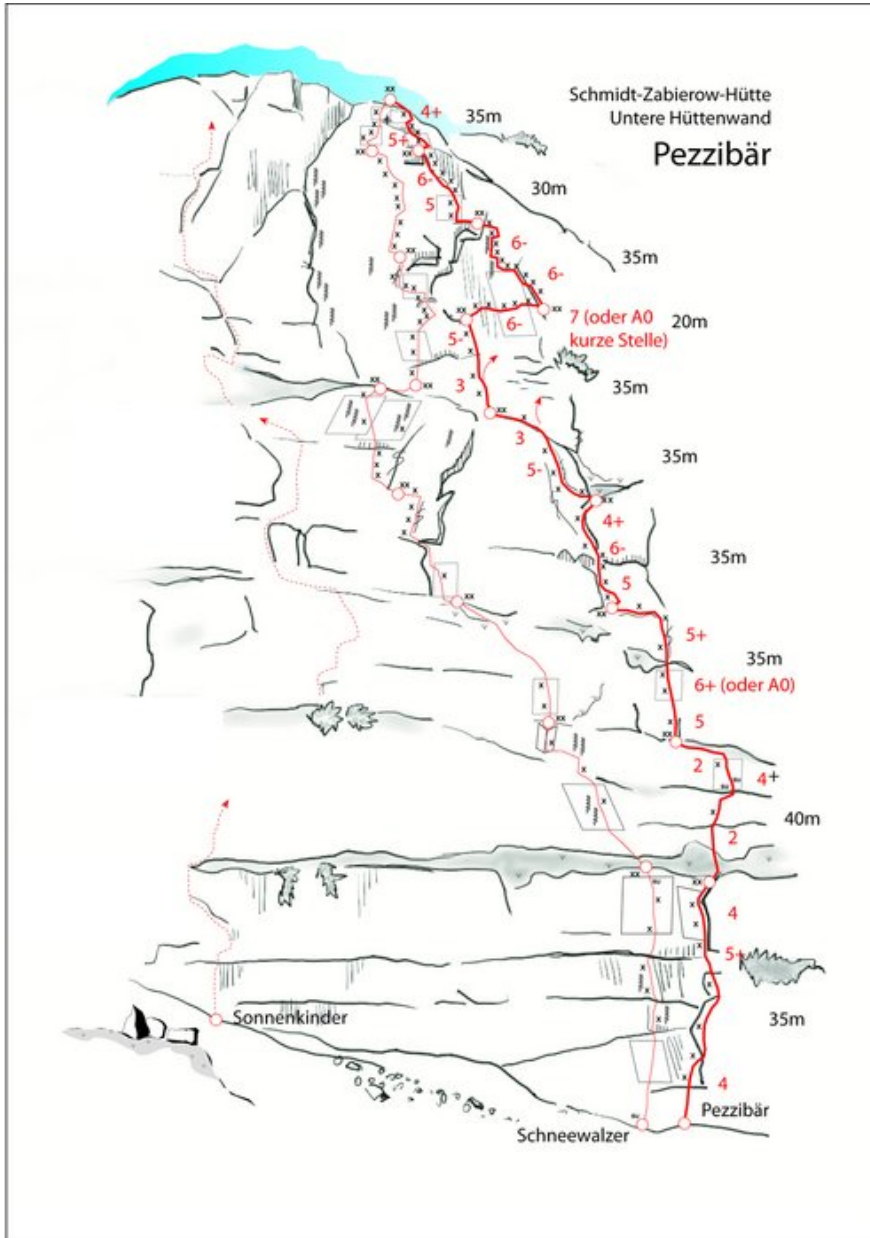 Schmidt-Zabierow-Hütte
Untere Hüttenwand
Pezzibär
4+
35m
5+
6-
30m
5
6-
35m
6-
6-
7 (oder A0
kurze Stelle)
20m
5-
3
35m
3
5-
35m
4+
6-
35m
5
5+
35m
6+ (oder A0)
5
2
4+
40m
2
4
5+
35m
Sonnenkinder
4
Pezzibär
Schneewalzer